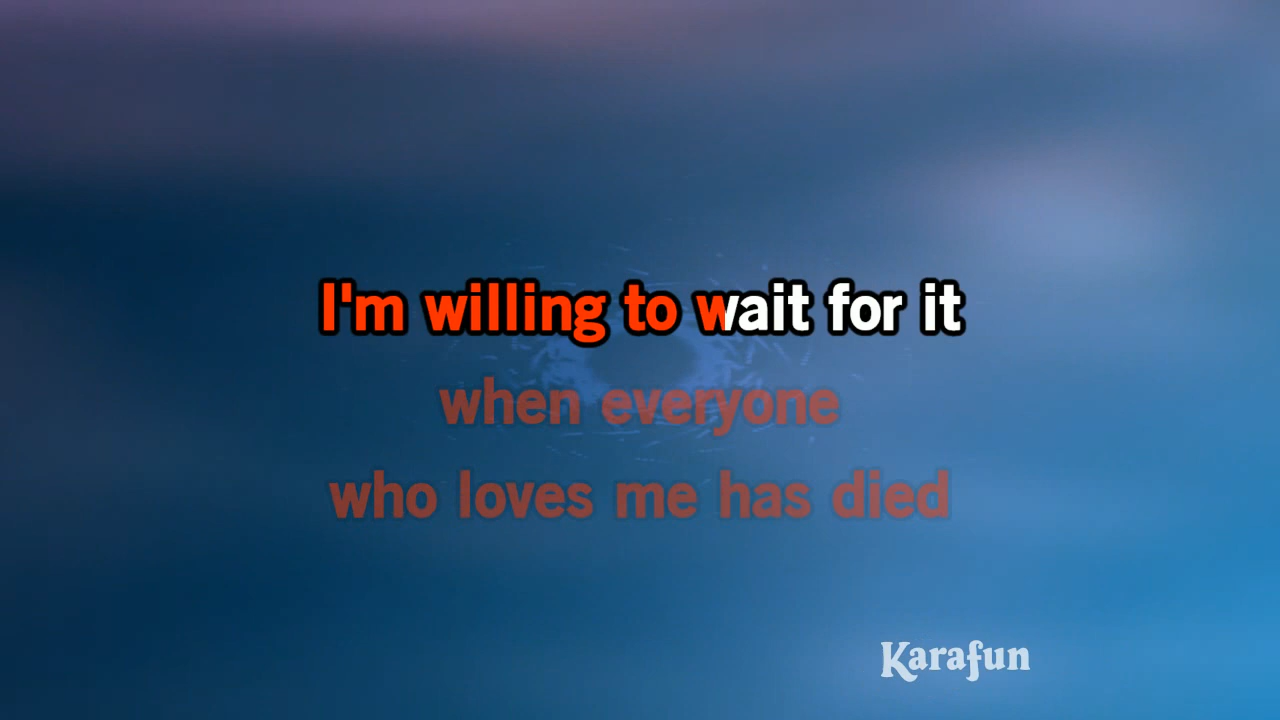 I'm willing to wait for it
when everyone
who loves me has died
Karafun